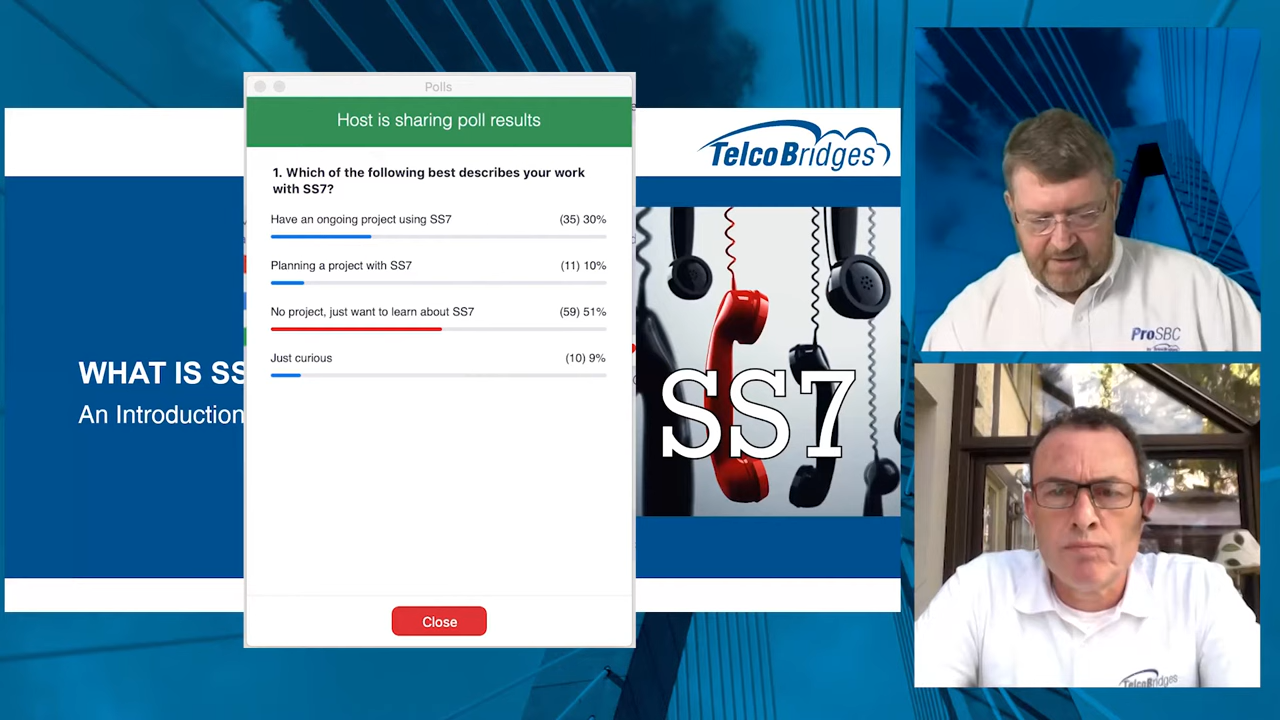 Polls
Host is sharing poll results
1. Which of the following best describes your work
with SS7?
Have an ongoing project using SS7 (35) 30%
Planning a project with SS7 (11) 10%
No project, just want to learn about SS7 (59) 51%
Just curious (10) 9%
Close
TelcoBridges
WHAT IS SS
An Introduction
SS7
ProSBC
TelcoBridges